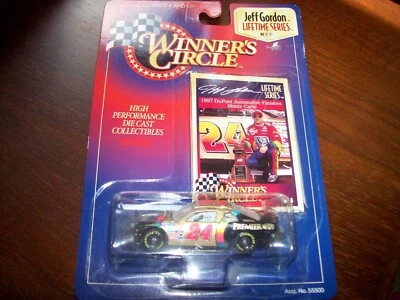 Jeff Gordon
LIFETIME SERIES
WINNER'S
CIRCLE
HIGH
PERFORMANCE
DIE CAST
COLLECTIBLES
LIFETIME
SERIES
1997 DuPont Automotive Finishes
Monte Carlo
24
WINNER'S
CIRCLE
24
PREMIER
Asst. No. 55500